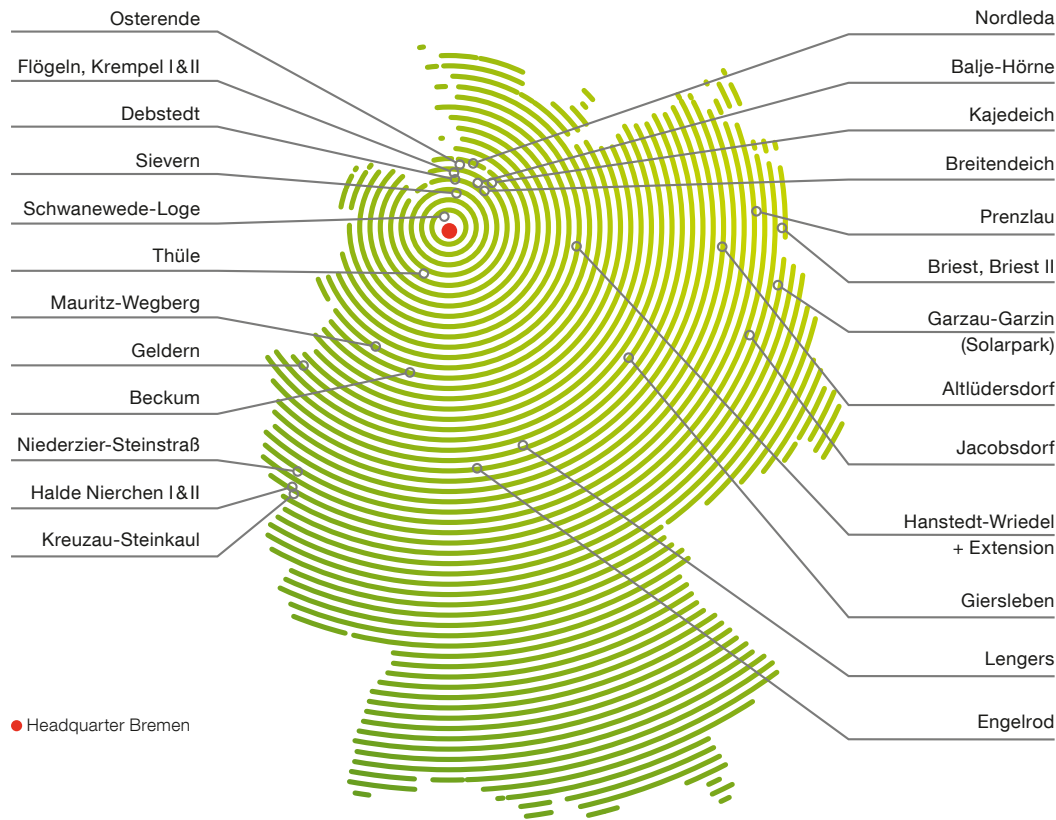 Osterende
Flögeln, Krempel I & II
Debstedt
Sievern
Schwanewede-Loge
Thüle
Mauritz-Wegberg
Geldern
Beckum
Niederzier-Steinstraß
Halde Nierchen I & II
Kreuzau-Steinkaul
Headquarter Bremen
Nordleda
Balje-Hörne
Kajedeich
Breitendeich
Prenzlau
Briest, Briest II
Garzau-Garzin
(Solarpark)
Altlüdersdorf
Jacobsdorf
Hanstedt-Wriedel
+ Extension
Giersleben
Lengers
Engelrod